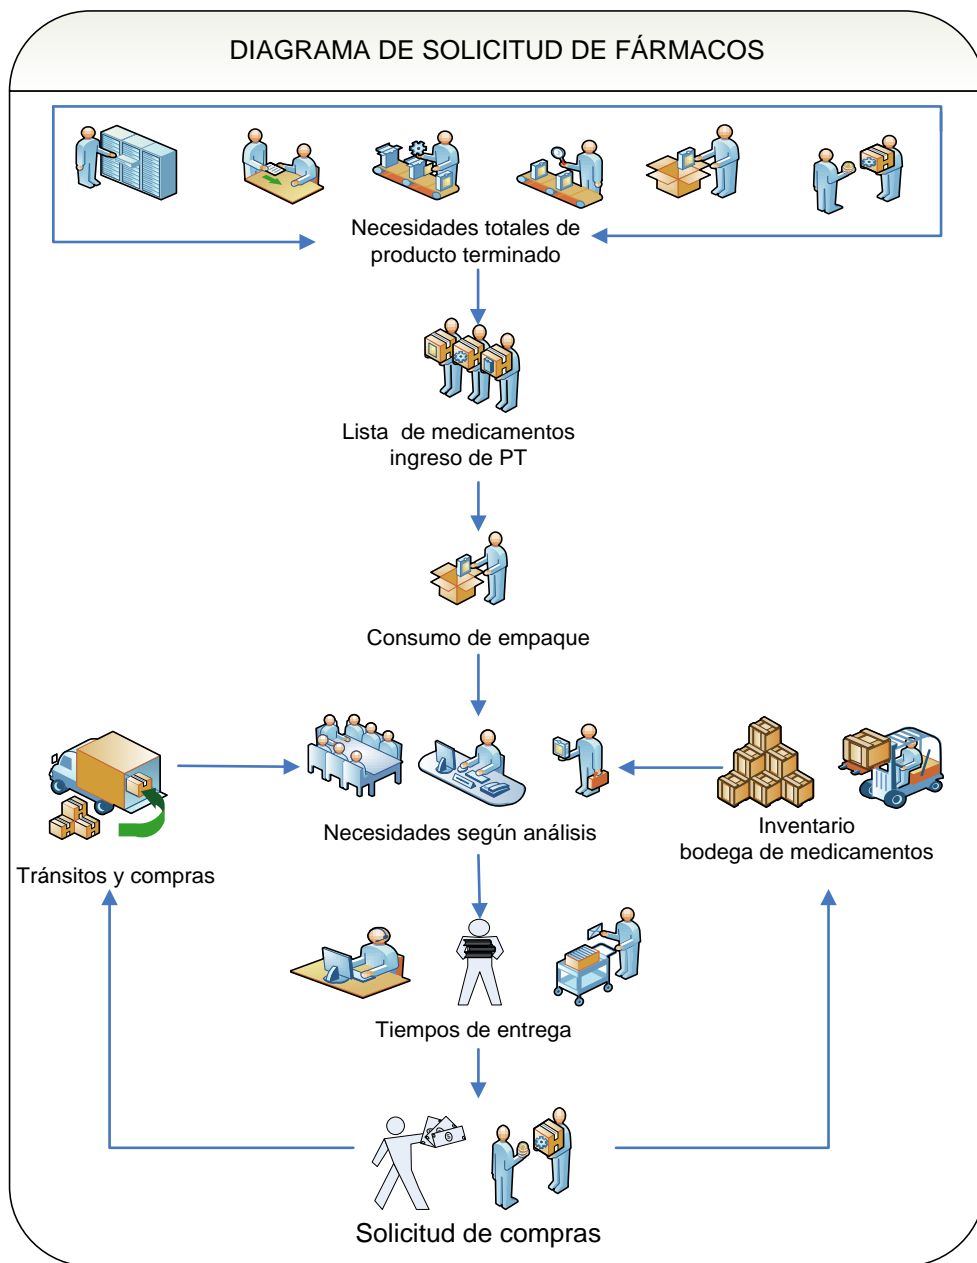 DIAGRAMA DE SOLICITUD DE FÁRMACOS
Necesidades totales de
producto terminado
Lista de medicamentos
ingreso de PT
Consumo de empaque
Necesidades según análisis
Inventario
bodega de medicamentos
Tránsitos y compras
Tiempos de entrega
Solicitud de compras